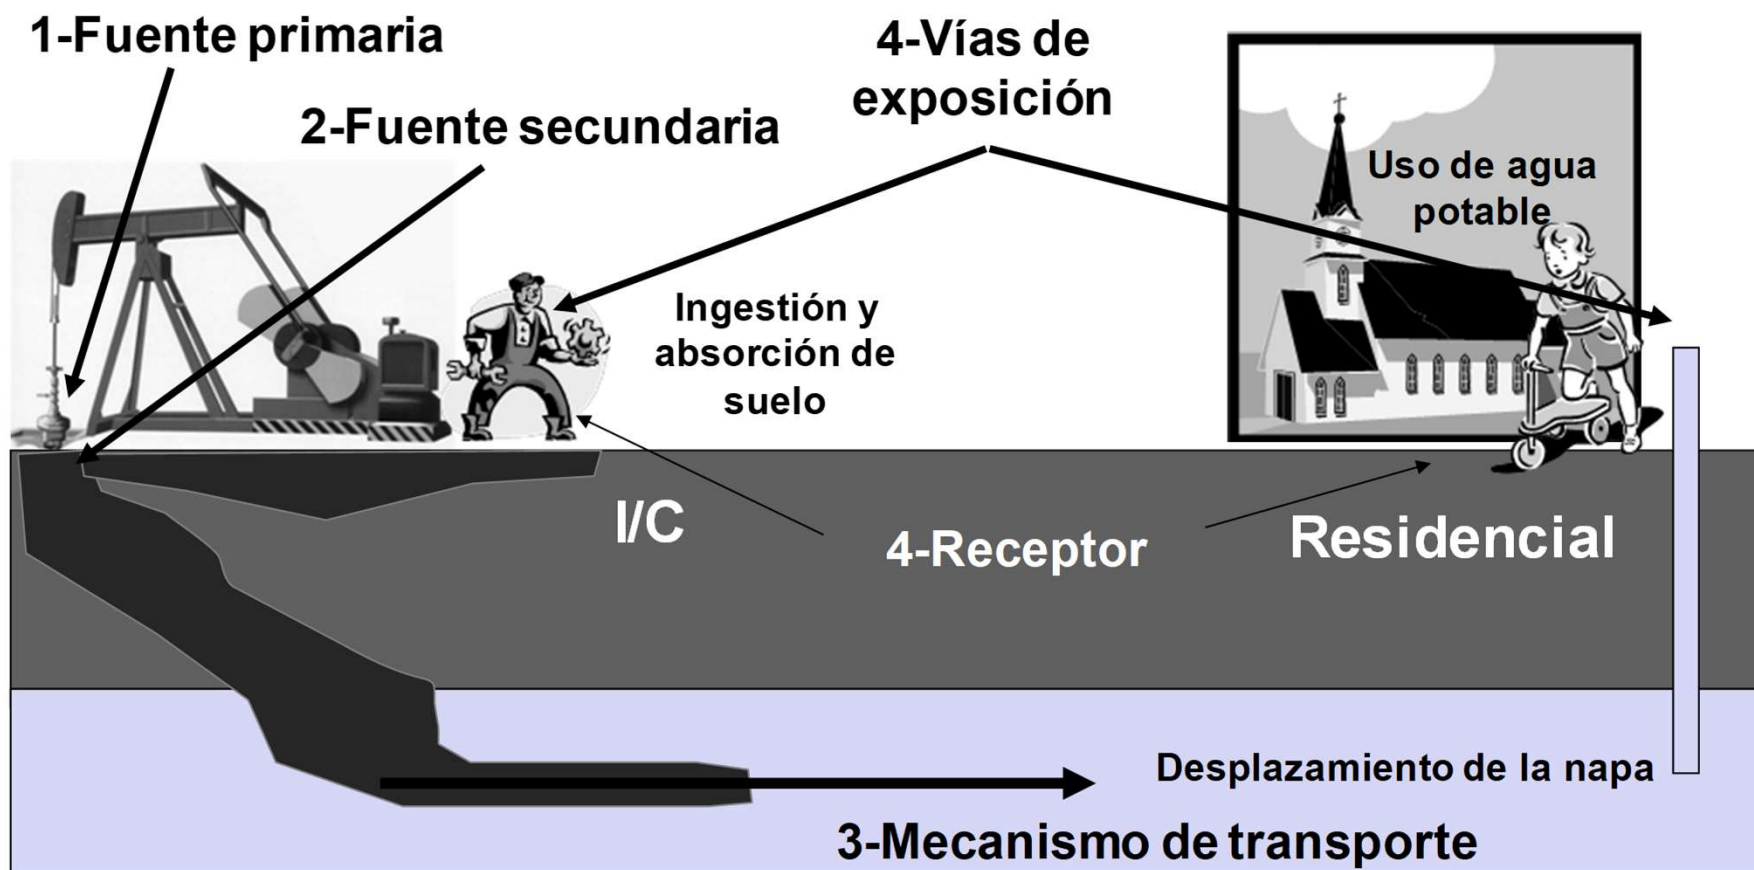 1-Fuente primaria
2-Fuente secundaria
4-Vías de
exposición
Uso de agua
potable
Ingestión y
absorción de
suelo
I/C
4-Receptor
Residencial
Desplazamiento de la napa
3-Mecanismo de transporte